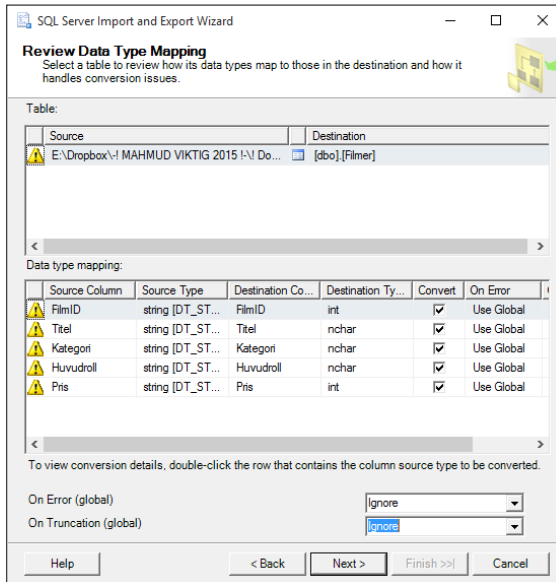 SQL Server Import and Export Wizard
Review Data Type Mapping
Select a table to review how its data types map to those in the destination and how it
handles conversion issues.
Table:
Source Destination
E:\Dropbox\-! MAHMUD VIKTIG 2015 !-\! Do... [dbo].[Filmer]
Data type mapping:
Source Column Source Type Destination Co... Destination Ty... Convert On Error
FilmID string [DT_ST... FilmID int Use Global
Titel string [DT_ST... Titel nchar Use Global
Kategori string [DT_ST... Kategori nchar Use Global
Huvudroll string [DT_ST... Huvudroll nchar Use Global
Pris string [DT_ST... Pris int Use Global
To view conversion details, double-click the row that contains the column source type to be converted.
On Error (global) Ignore
On Truncation (global) Ignore
Help < Back Next > Finish >>| Cancel